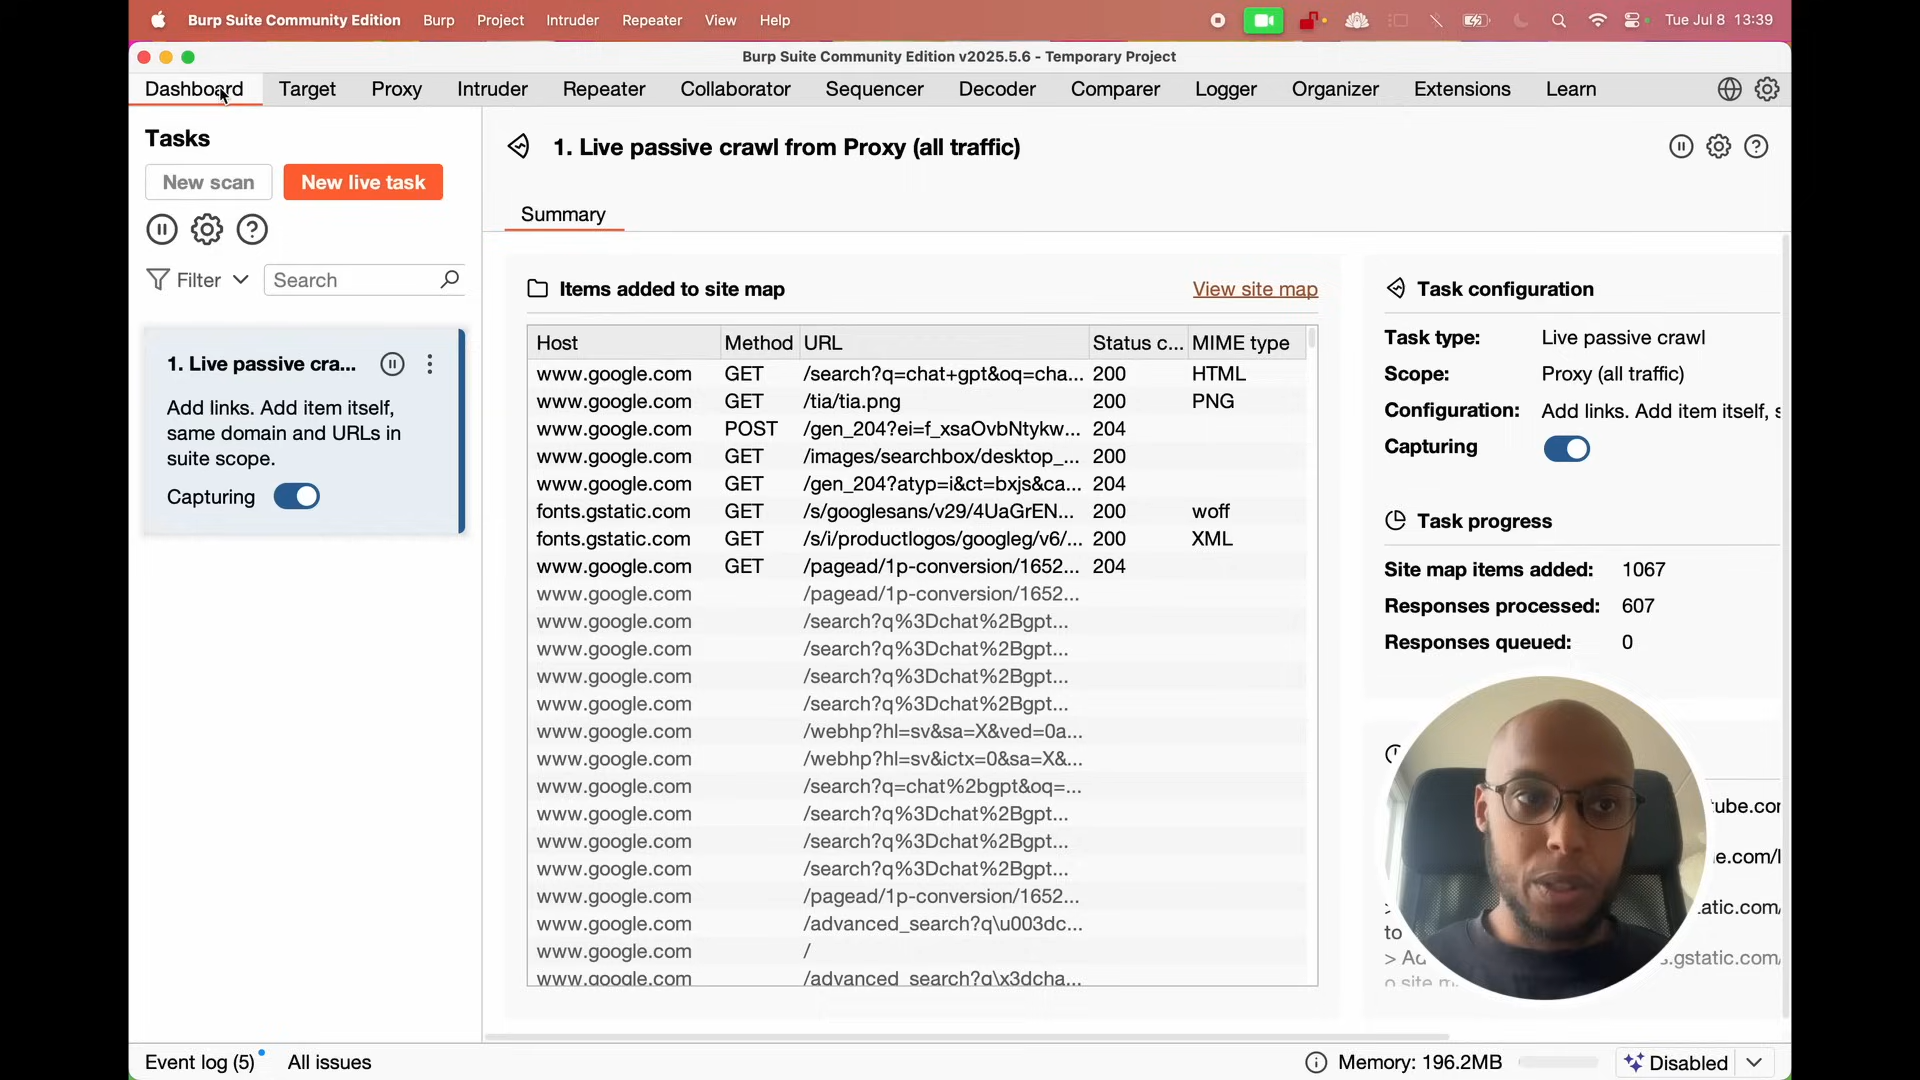 Burp Suite Community Edition Burp Project Intruder Repeater View Help Tue Jul 8 13:39
Burp Suite Community Edition v2025.5.6 - Temporary Project
Dashboard Target Proxy Intruder Repeater Collaborator Sequencer Decoder Comparer Logger Organizer Extensions Learn
Tasks
New scan New live task
Filter Search
1. Live passive cra...
Add links. Add item itself,
same domain and URLs in
suite scope.
Capturing
1. Live passive crawl from Proxy (all traffic)
Summary
Items added to site map View site map
Host Method URL Status c... MIME type
www.google.com GET /search?q=chat+gpt&oq=cha... 200 HTML
www.google.com GET /tia/tia.png 200 PNG
www.google.com POST /gen_204?ei=f_xsaOvbNtykw... 204
www.google.com GET /images/searchbox/desktop_... 200
www.google.com GET /gen_204?atyp=i&ct=bxjs&ca... 204
fonts.gstatic.com GET /s/googlesans/v29/4UaGrEN... 200 woff
fonts.gstatic.com GET /s/i/productlogos/googleg/v6/... 200 XML
www.google.com GET /pagead/1p-conversion/1652... 204
www.google.com /pagead/1p-conversion/1652...
www.google.com /search?q%3Dchat%2Bgpt...
www.google.com /search?q%3Dchat%2Bgpt...
www.google.com /search?q%3Dchat%2Bgpt...
www.google.com /search?q%3Dchat%2Bgpt...
www.google.com /webhp?hl=sv&sa=X&ved=0a...
www.google.com /webhp?hl=sv&ictx=0&sa=X&...
www.google.com /search?q=chat%2bgpt&oq=...
www.google.com /search?q%3Dchat%2Bgpt...
www.google.com /search?q%3Dchat%2Bgpt...
www.google.com /search?q%3Dchat%2Bgpt...
www.google.com /pagead/1p-conversion/1652...
www.google.com /advanced_search?q\u003dc...
www.google.com /
www.google.com /advanced_search?q\x3dcha...
Task configuration
Task type: Live passive crawl
Scope: Proxy (all traffic)
Configuration: Add links. Add item itself, s
Capturing
Task progress
Site map items added: 1067
Responses processed: 607
Responses queued: 0
ube.com
e.com/
atic.com/
to
> Ad s.gstatic.com/
o site m
Event log (5) All issues
Memory: 196.2MB Disabled